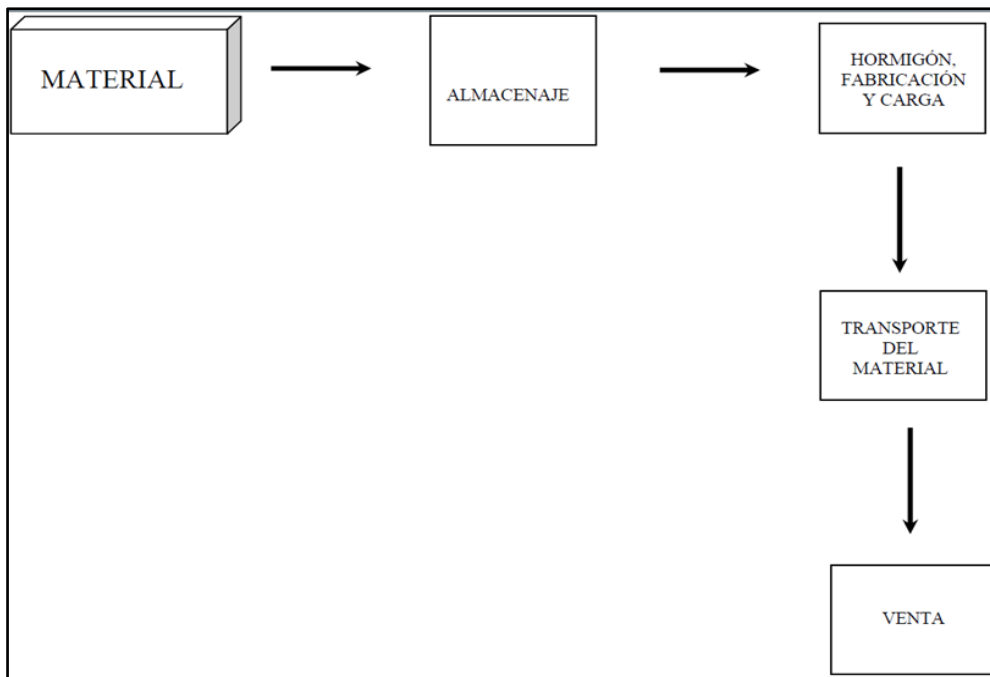 MATERIAL
ALMACENAJE
HORMIGÓN,
FABRICACIÓN
Y CARGA
TRANSPORTE
DEL
MATERIAL
VENTA